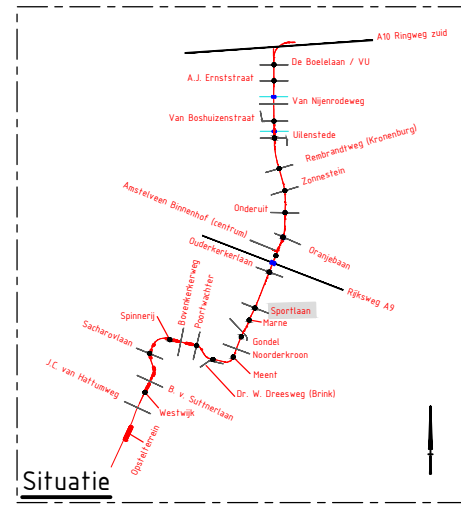 A10 Ringweg zuid
De Boelelaan / VU
A.J. Ernststraat
Van Nijenrodeweg
Van Boshuizenstraat
Uilenstede
Rembrandtweg (Kronenburg)
Zonnestein
Onderuit
Amstelveen Binnenhof (centrum)
Oranjebaan
Ouderkerkerlaan
Rijksweg A9
Bovenkerkerweg
Poortwachter
Sportlaan
Spinnerij
Marne
Sacharovlaan
Gondel
Noorderkroon
Meent
J.C. van Hattumweg
B. v. Suttnerlaan
Dr. W. Dreesweg (Brink)
Westwijk
Opstelterrein
Situatie